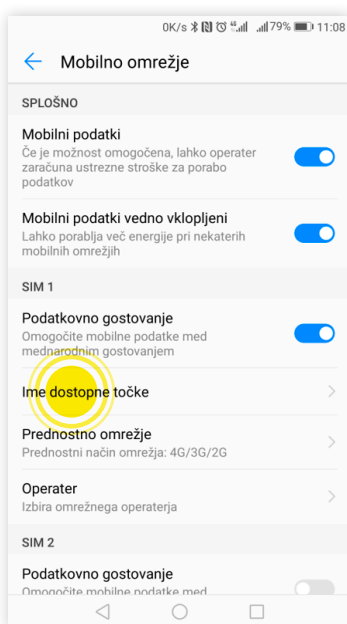 0K/s 79% 11:08
Mobilno omrežje
SPLOŠNO
Mobilni podatki
Če je možnost omogočena, lahko operater
zaračuna ustrezne stroške za porabo
podatkov
Mobilni podatki vedno vklopljeni
Lahko porablja več energije pri nekaterih
mobilnih omrežjih
SIM 1
Podatkovno gostovanje
Omogočite mobilne podatke med
mednarodnim gostovanjem
Ime dostopne točke
Prednostno omrežje
Prednostni način omrežja: 4G/3G/2G
Operater
Izbira omrežnega operaterja
SIM 2
Podatkovno gostovanje
Omogočite mobilne podatke med